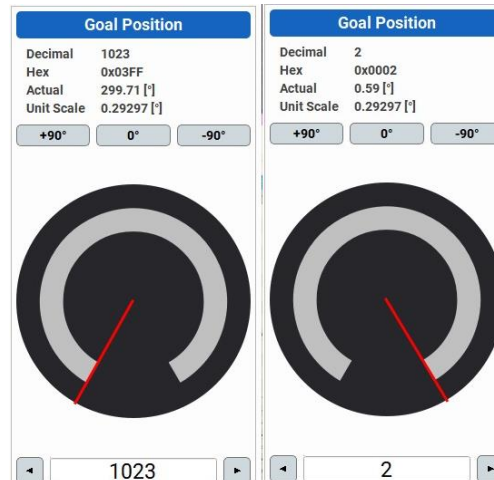 Goal Position
Decimal 1023
Hex 0x03FF
Actual 299.71 [°]
Unit Scale 0.29297 [°]
+90° 0° -90°
1023
Goal Position
Decimal 2
Hex 0x0002
Actual 0.59 [°]
Unit Scale 0.29297 [°]
+90° 0° -90°
2